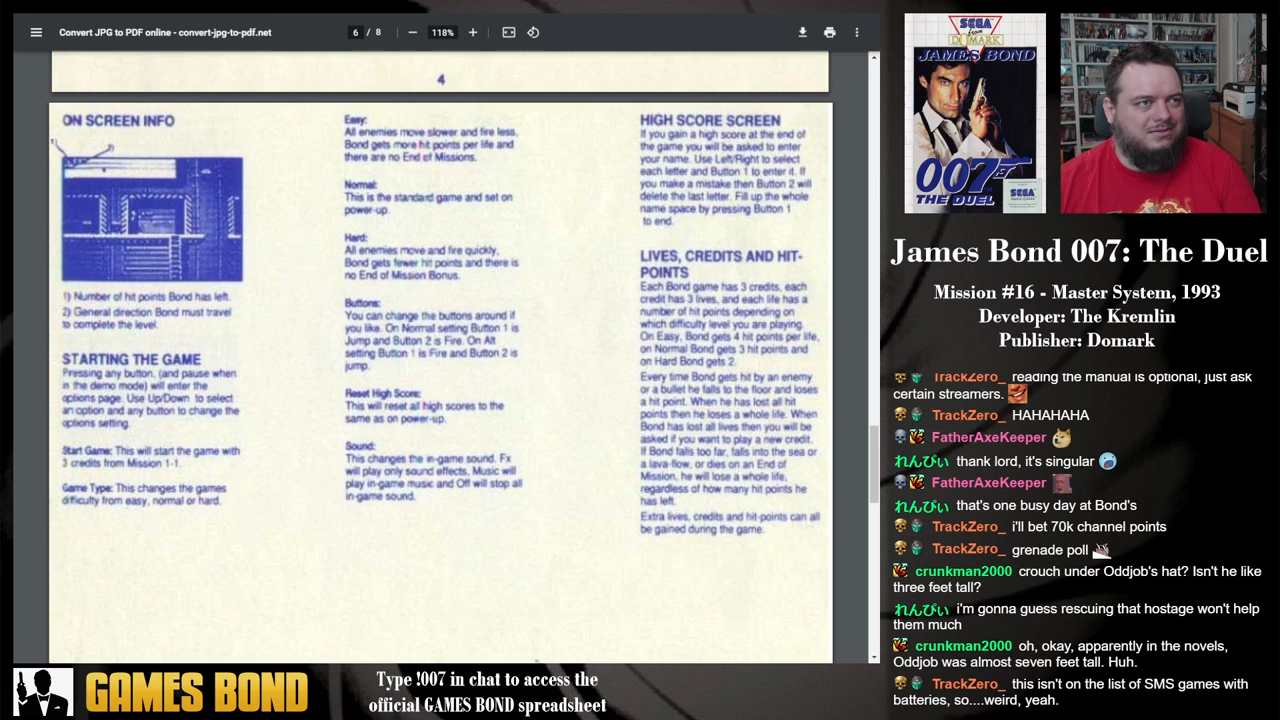 Convert JPG to PDF online - convert-jpg-to-pdf.net
6 / 8
118%
4
ON SCREEN INFO
1)
2)
1) Number of hit points Bond has left.
2) General direction Bond must travel
to complete the level.
STARTING THE GAME
Pressing any button, (and pause when
in the demo mode) will enter the
options page. Use Up/Down to select
an option and any button to change the
options setting.
Start Game: This will start the game with
3 credits from Mission 1-1.
Game Type: This changes the games
difficulty from easy, normal or hard.
Easy:
All enemies move slower and fire less,
Bond gets more hit points per life and
there are no End of Missions.
Normal:
This is the standard game and set on
power-up.
Hard:
All enemies move and fire quickly,
Bond gets fewer hit points and there is
no End of Mission Bonus.
Buttons:
You can change the buttons around if
you like. On Normal setting Button 1 is
Jump and Button 2 is Fire. On Alt
setting Button 1 is Fire and Button 2 is
jump.
Reset High Score:
This will reset all high scores to the
same as on power-up.
Sound:
This changes the in-game sound. Fx
will play only sound effects, Music will
play in-game music and Off will stop all
in-game sound.
HIGH SCORE SCREEN
If you gain a high score at the end of
the game you will be asked to enter
your name. Use Left/Right to select
each letter and Button 1 to enter it. If
you make a mistake then Button 2 will
delete the last letter. Fill up the whole
name space by pressing Button 1
to end.
LIVES, CREDITS AND HIT-
POINTS
Each Bond game has 3 credits, each
credit has 3 lives, and each life has a
number of hit points depending on
which difficulty level you are playing.
On Easy, Bond gets 4 hit points per life,
on Normal Bond gets 3 hit points and
on Hard Bond gets 2.
Every time Bond gets hit by an enemy
or a bullet he falls to the floor and loses
a hit point. When he has lost all hit
points then he loses a whole life. When
Bond has lost all lives then you will be
asked if you want to play a new credit.
If Bond falls too far, falls into the sea or
a lava-flow, or dies on an End of
Mission, he will lose a whole life,
regardless of how many hit points he
has left.
Extra lives, credits and hit-points can all
be gained during the game.
SEGA
from
DOMARK
JAMES BOND
007
THE DUEL
SEGA
James Bond 007: The Duel
Mission #16 - Master System, 1993
Developer: The Kremlin
Publisher: Domark
TrackZero_ reading the manual is optional, just ask
certain streamers.
TrackZero_ HAHAHAHA
FatherAxeKeeper
れんぴぃ thank lord, it's singular
FatherAxeKeeper
れんぴぃ that's one busy day at Bond's
TrackZero_ i'll bet 70k channel points
TrackZero_ grenade poll
crunkman2000 crouch under Oddjob's hat? Isn't he like
three feet tall?
れんぴぃ i'm gonna guess rescuing that hostage won't help
them much
crunkman2000 oh, okay, apparently in the novels,
Oddjob was almost seven feet tall. Huh.
TrackZero_ this isn't on the list of SMS games with
batteries, so....weird, yeah.
GAMES BOND
Type !007 in chat to access the
official GAMES BOND spreadsheet